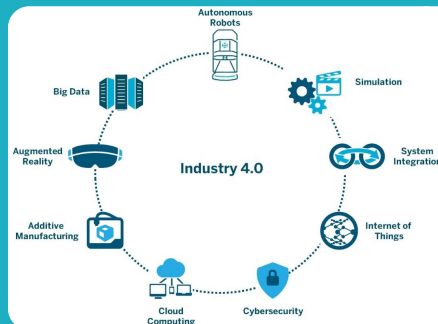 Autonomous
Robots
Simulation
Big Data
System
Integration
Augmented
Reality
Industry 4.0
Internet of
Things
Additive
Manufacturing
Cybersecurity
Cloud
Computing